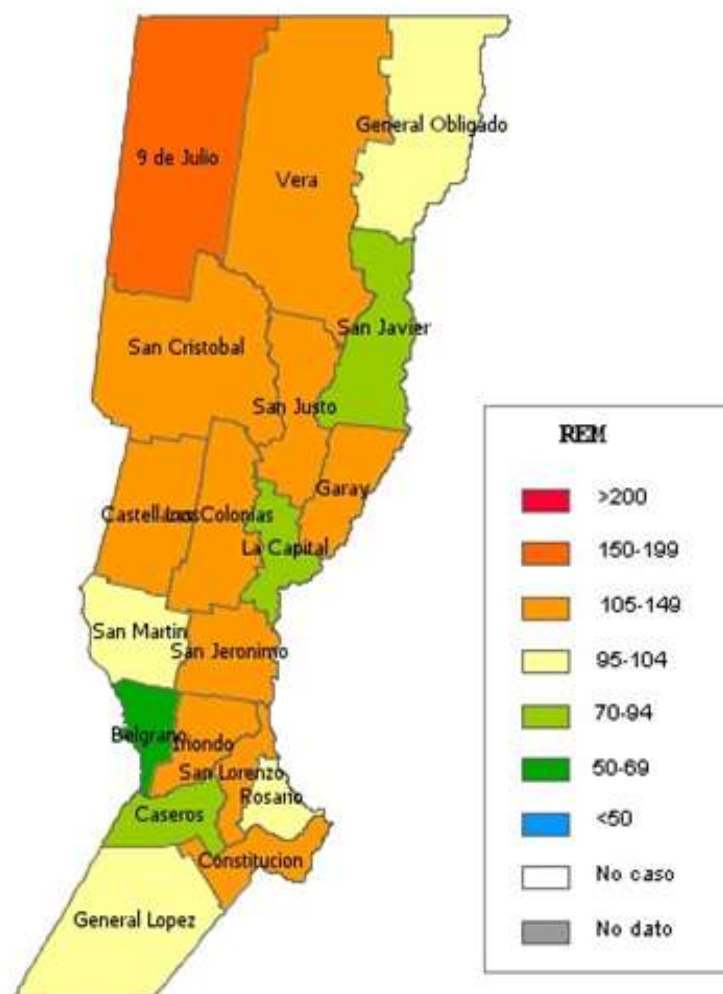 General Obligado
9 de Julio
Vera
San Javier
San Cristobal
San Justo
Garay
Castellanos
Las Colonias
La Capital
San Martin
San Jeronimo
Belgrano
Iriondo
San Lorenzo
Rosario
Caseros
Constitucion
General Lopez
REM
>200
150-199
105-149
95-104
70-94
50-69
<50
No caso
No dato